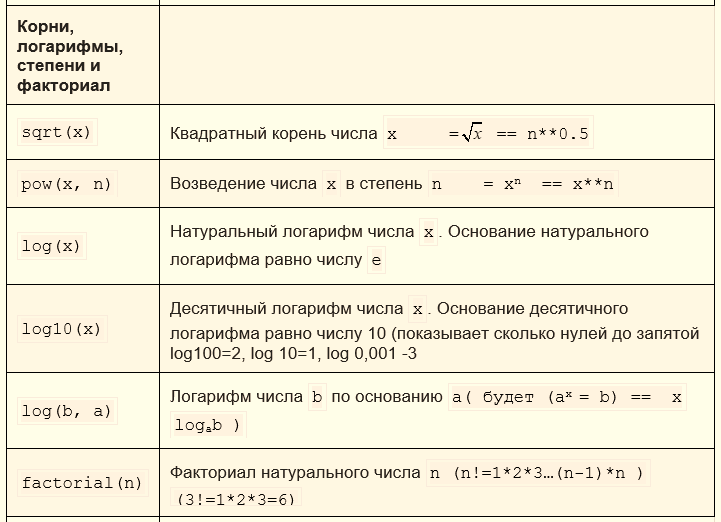 Корни,
логарифмы,
степени и
факториал
sqrt(x)
Квадратный корень числа x =√x == n**0.5
pow(x, n)
Возведение числа x в степень n = xⁿ == x**n
log(x)
Натуральный логарифм числа x. Основание натурального
логарифма равно числу e
log10(x)
Десятичный логарифм числа x. Основание десятичного
логарифма равно числу 10 (показывает сколько нулей до запятой
log100=2, log 10=1, log 0,001 -3
log(b, a)
Логарифм числа b по основанию a( будет (aˣ = b) == x
logₐb )
factorial(n)
Факториал натурального числа n (n!=1*2*3…(n-1)*n )
(3!=1*2*3=6)